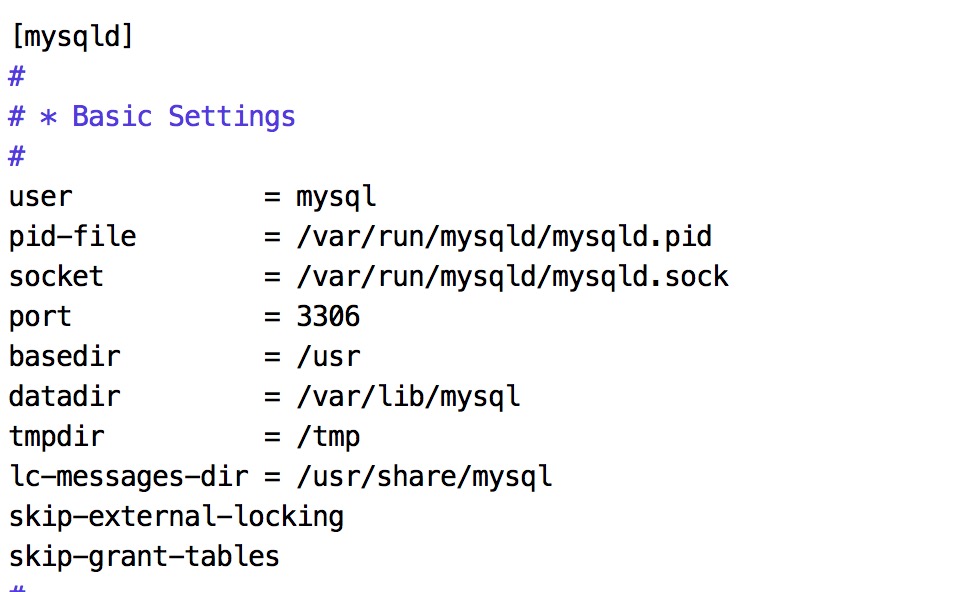 [mysqld]
#
# * Basic Settings
#
user            = mysql
pid-file        = /var/run/mysqld/mysqld.pid
socket          = /var/run/mysqld/mysqld.sock
port            = 3306
basedir         = /usr
datadir         = /var/lib/mysql
tmpdir          = /tmp
lc-messages-dir = /usr/share/mysql
skip-external-locking
skip-grant-tables
#